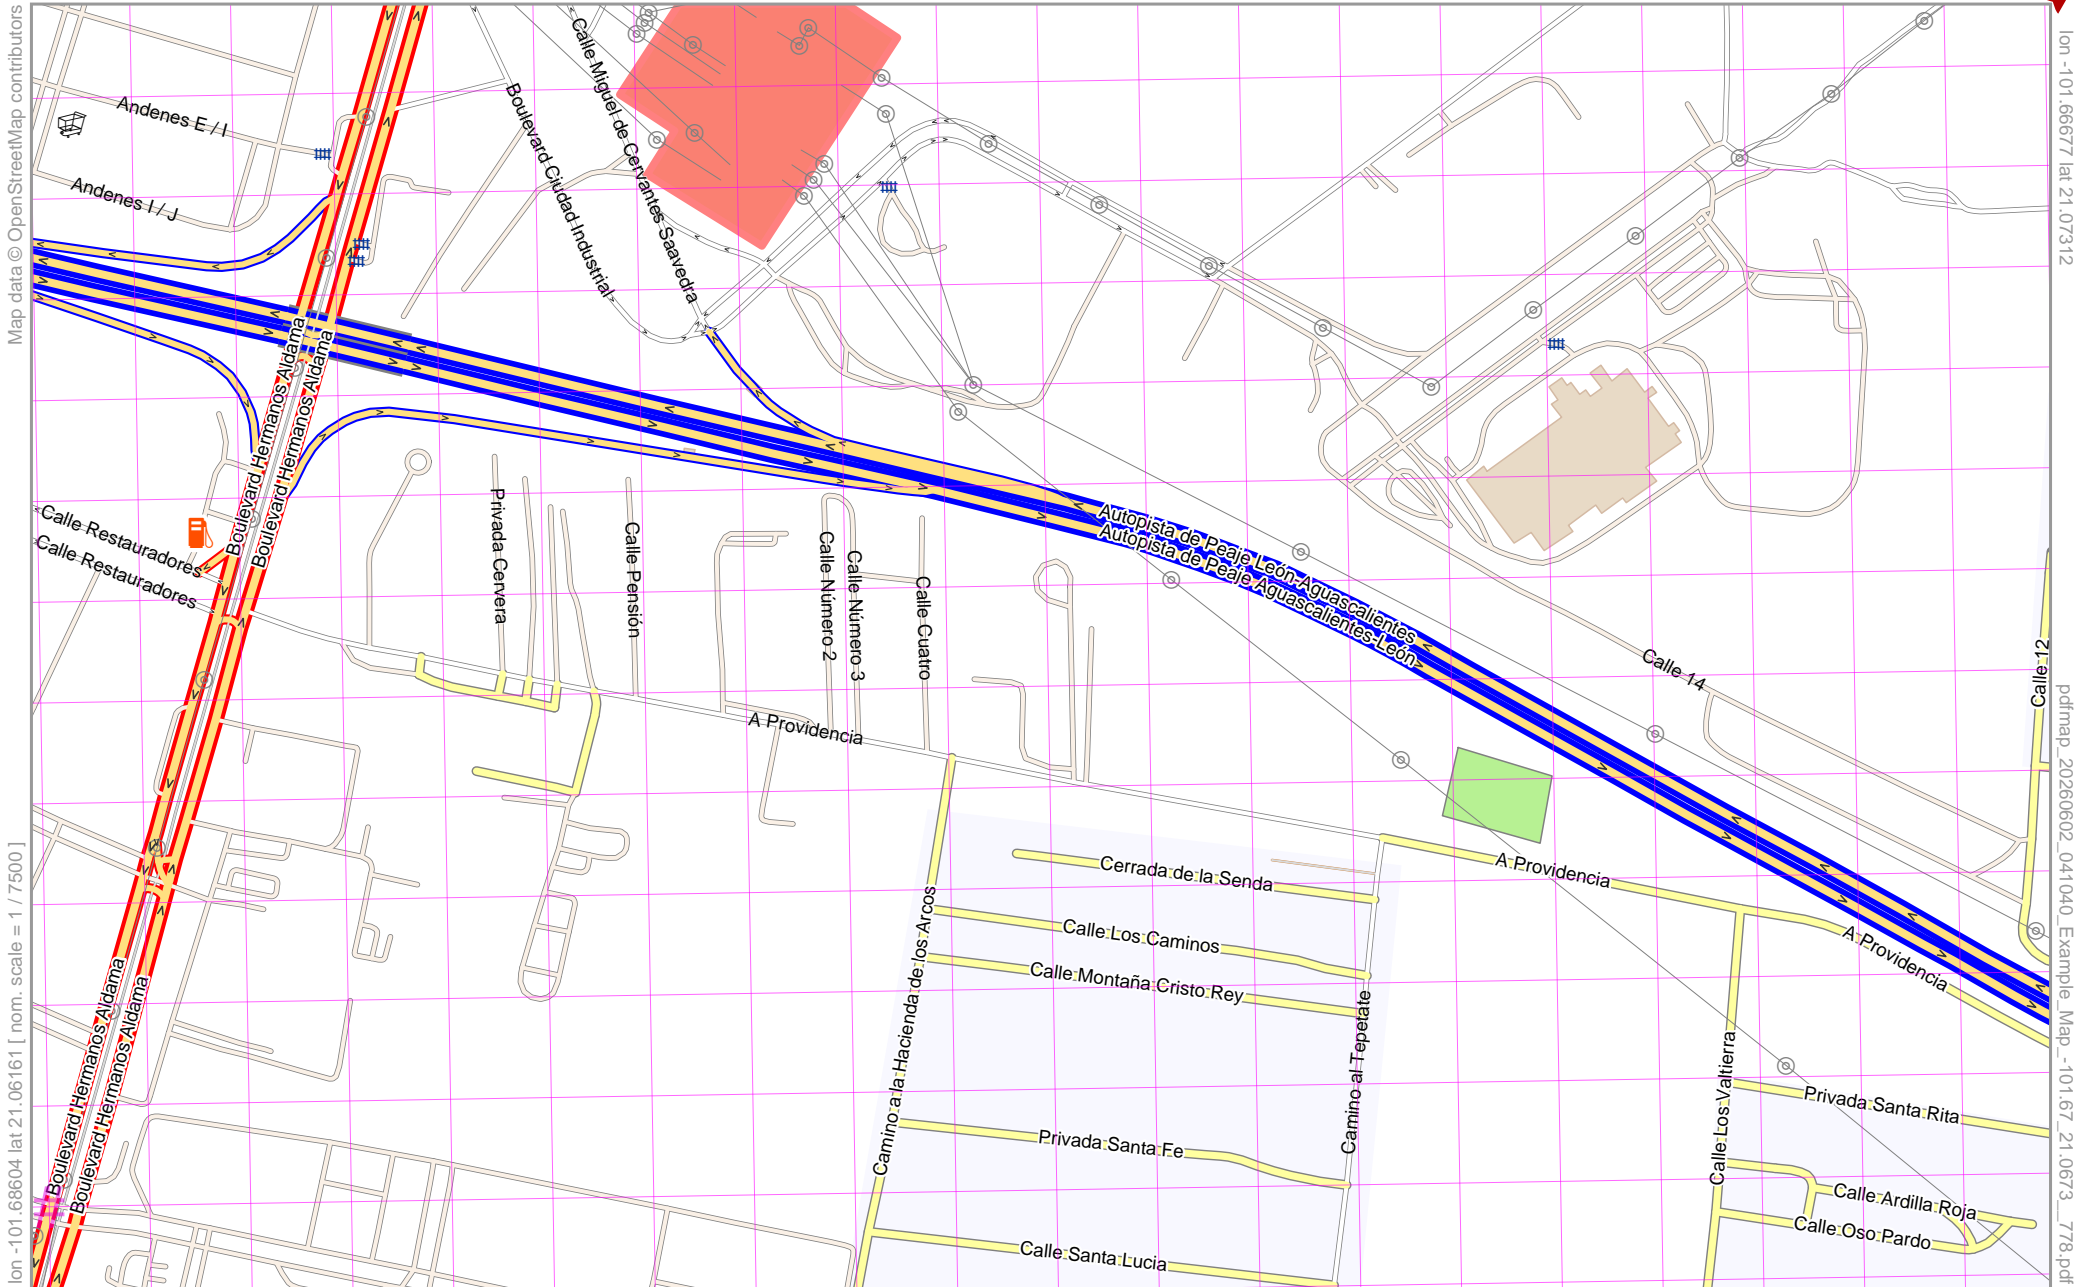 Map data © OpenStreetMap contributors
lon -101.68604 lat 21.06161 [ nom. scale = 1 / 7500 ]
lon -101.66677 lat 21.07312
pdfmap_20260602_041040_Example_Map_-101.67_21.0673__778.pdf
Andenes E / I
Andenes I / J
Calle Miguel de Cervantes Saavedra
Boulevard Ciudad Industrial
Boulevard Hermanos Aldama
Boulevard Hermanos Aldama
Calle Restauradores
Calle Restauradores
Privada Cervera
Calle Pensión
Calle Número 2
Calle Número 3
Calle Cuatro
Autopista de Peaje León-Aguascalientes
Autopista de Peaje Aguascalientes-León
Calle 14
Calle 12
A Providencia
A Providencia
A Providencia
Cerrada de la Senda
Calle Los Caminos
Calle Montaña Cristo Rey
Camino a la Hacienda de los Arcos
Camino al Tepetate
Boulevard Hermanos Aldama
Boulevard Hermanos Aldama
Calle Los Valtierra
Privada Santa Rita
Privada Santa Fe
Calle Ardilla Roja
Calle Oso Pardo
Calle Santa Lucia